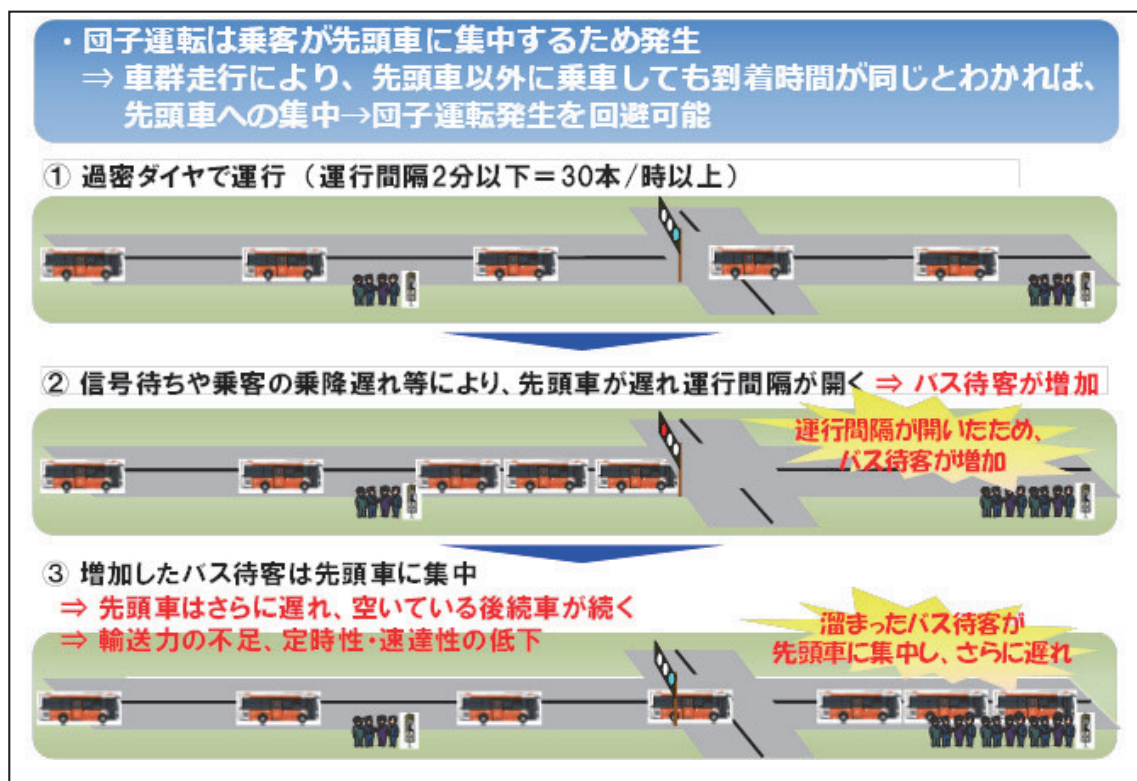 ・団子運転は乗客が先頭車に集中するため発生
⇒ 車群走行により、先頭車以外に乗車しても到着時間が同じとわかれば、
先頭車への集中→団子運転発生を回避可能
① 過密ダイヤで運行 （運行間隔2分以下＝30本/時以上）
② 信号待ちや乗客の乗降遅れ等により、先頭車が遅れ運行間隔が開く ⇒ バス待客が増加
運行間隔が開いたため、
バス待客が増加
③ 増加したバス待客は先頭車に集中
⇒ 先頭車はさらに遅れ、空いている後続車が続く
⇒ 輸送力の不足、定時性・速達性の低下
溜まったバス待客が
先頭車に集中し、さらに遅れ